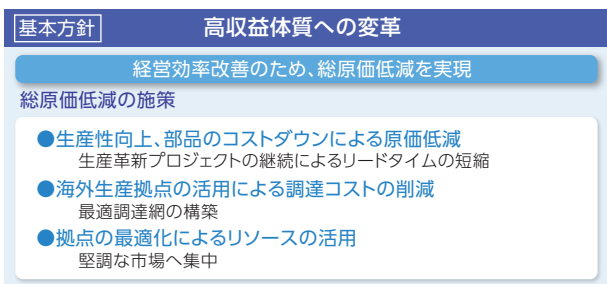 基本方針 高収益体質への変革
経営効率改善のため、総原価低減を実現
総原価低減の施策
●生産性向上、部品のコストダウンによる原価低減
生産革新プロジェクトの継続によるリードタイムの短縮
●海外生産拠点の活用による調達コストの削減
最適調達網の構築
●拠点の最適化によるリソースの活用
堅調な市場へ集中